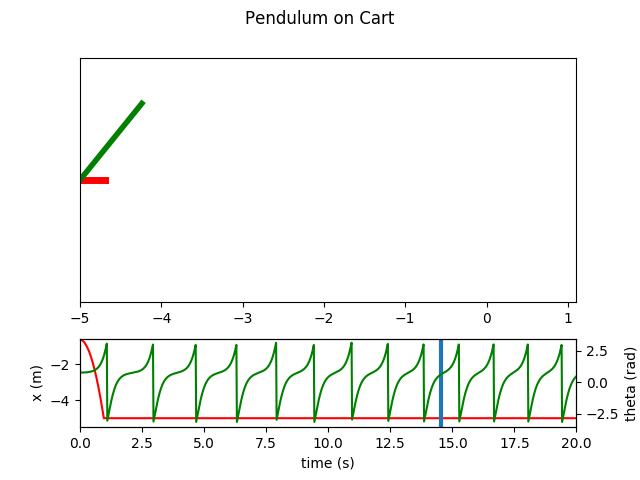 Pendulum on Cart
−5 −4 −3 −2 −1 0 1
−2
−4
x (m)
2.5
0.0
−2.5
theta (rad)
0.0 2.5 5.0 7.5 10.0 12.5 15.0 17.5 20.0
time (s)